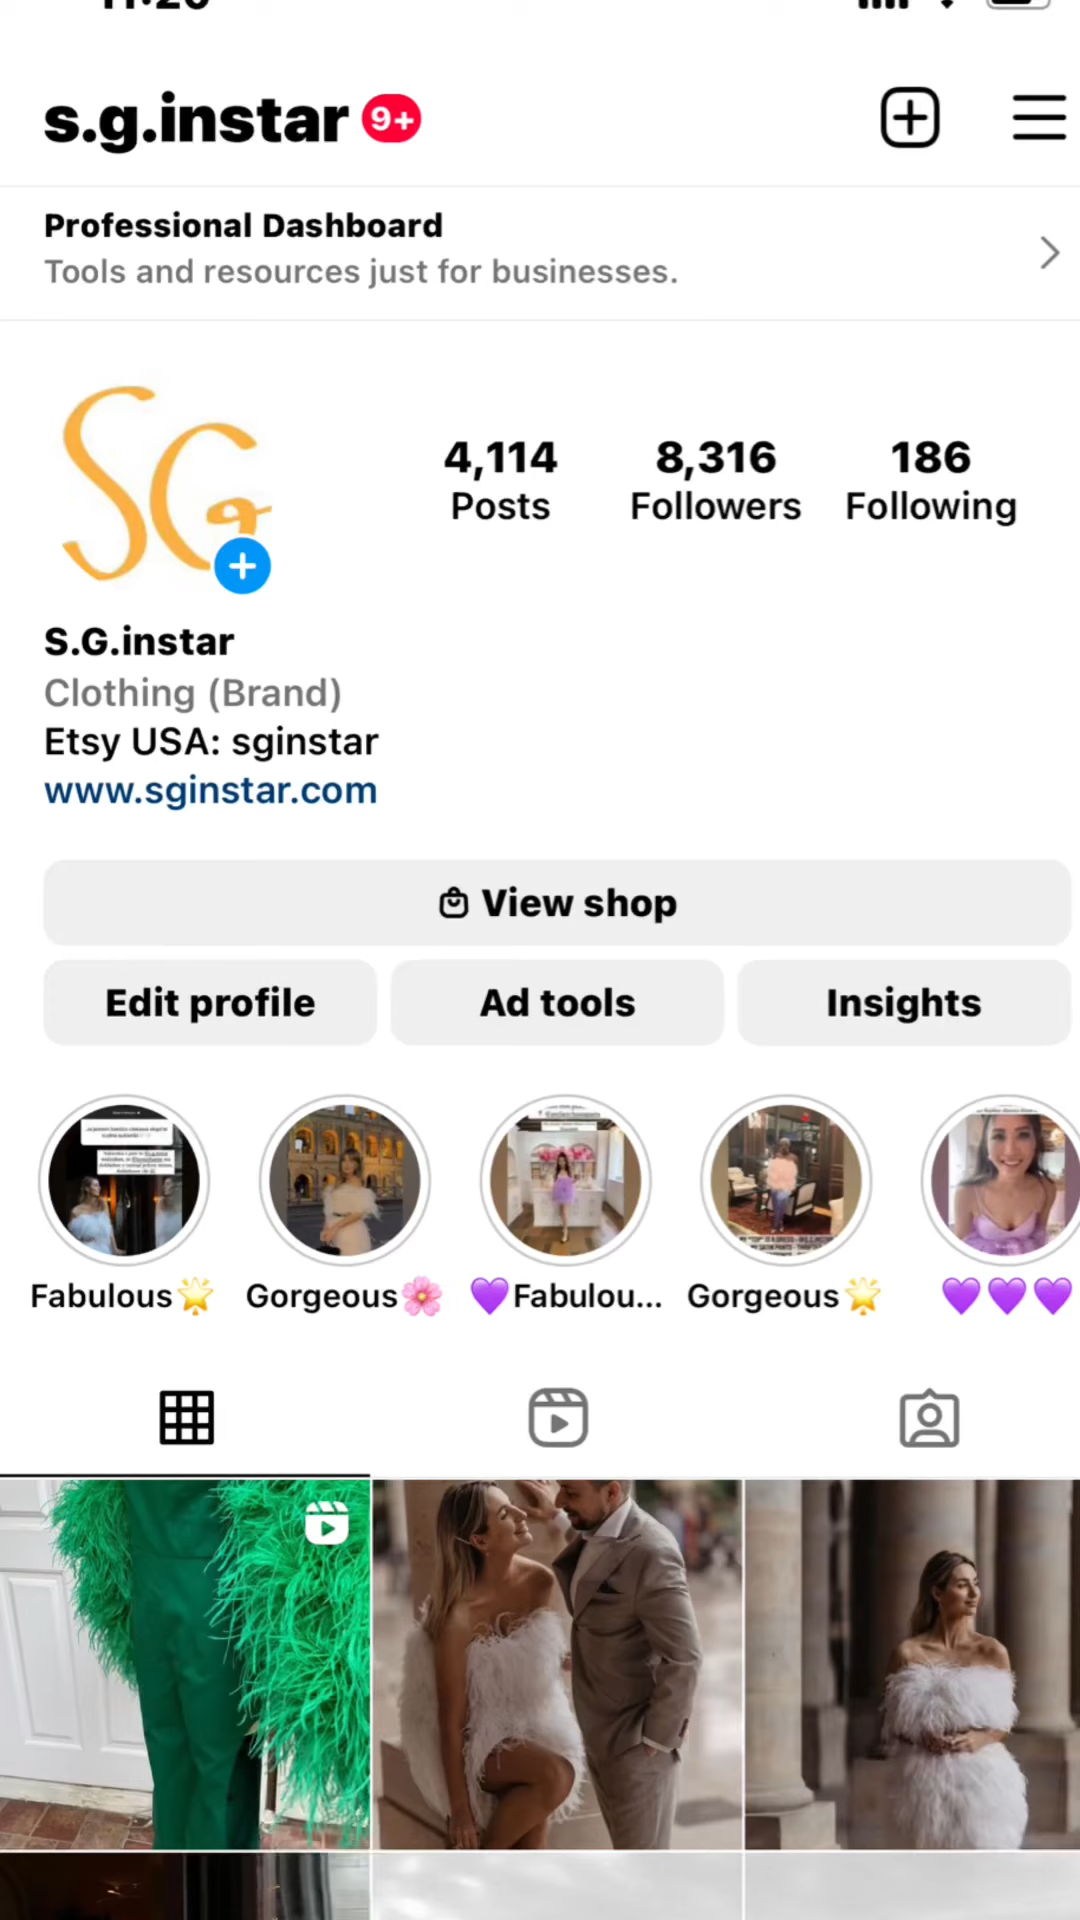 s.g.instar 9+
Professional Dashboard
Tools and resources just for businesses.
SG
4,114 8,316 186
Posts Followers Following
S.G.instar
Clothing (Brand)
Etsy USA: sginstar
www.sginstar.com
View shop
Edit profile Ad tools Insights
Fabulous🌟 Gorgeous🌸 💜Fabulou... Gorgeous🌟 💜💜💜